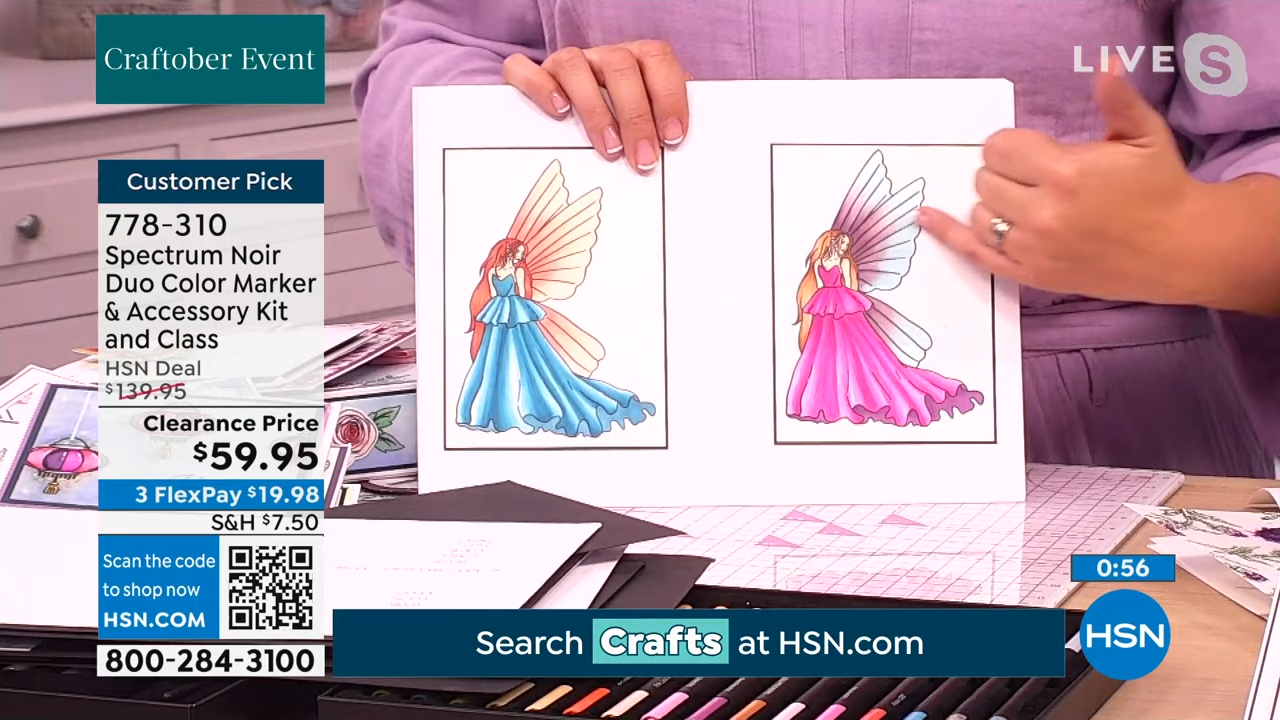 Craftober Event
LIVE S
Customer Pick
778-310
Spectrum Noir
Duo Color Marker
& Accessory Kit
and Class
HSN Deal
$139.95
Clearance Price
$59.95
3 FlexPay $19.98
S&H $7.50
Scan the code
to shop now
HSN.COM
800-284-3100
0:56
HSN
Search Crafts at HSN.com